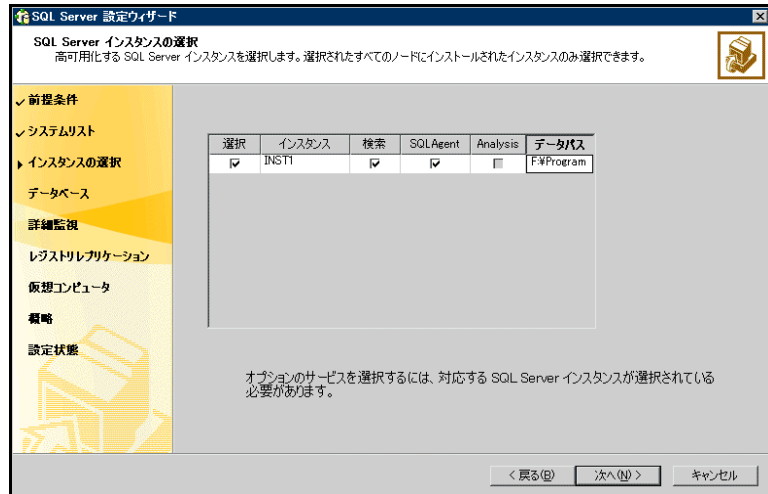 SQL Server 設定ウィザード
SQL Server インスタンスの選択
高可用化する SQL Server インスタンスを選択します。選択されたすべてのノードにインストールされたインスタンスのみ選択できます。
前提条件
システムリスト
インスタンスの選択
データベース
詳細監視
レジストリレプリケーション
仮想コンピュータ
概略
設定状態
選択 インスタンス 検索 SQLAgent Analysis データパス
INST1 F:¥Program
オプションのサービスを選択するには、対応する SQL Server インスタンスが選択されている
必要があります。
< 戻る(B) 次へ(N) > キャンセル